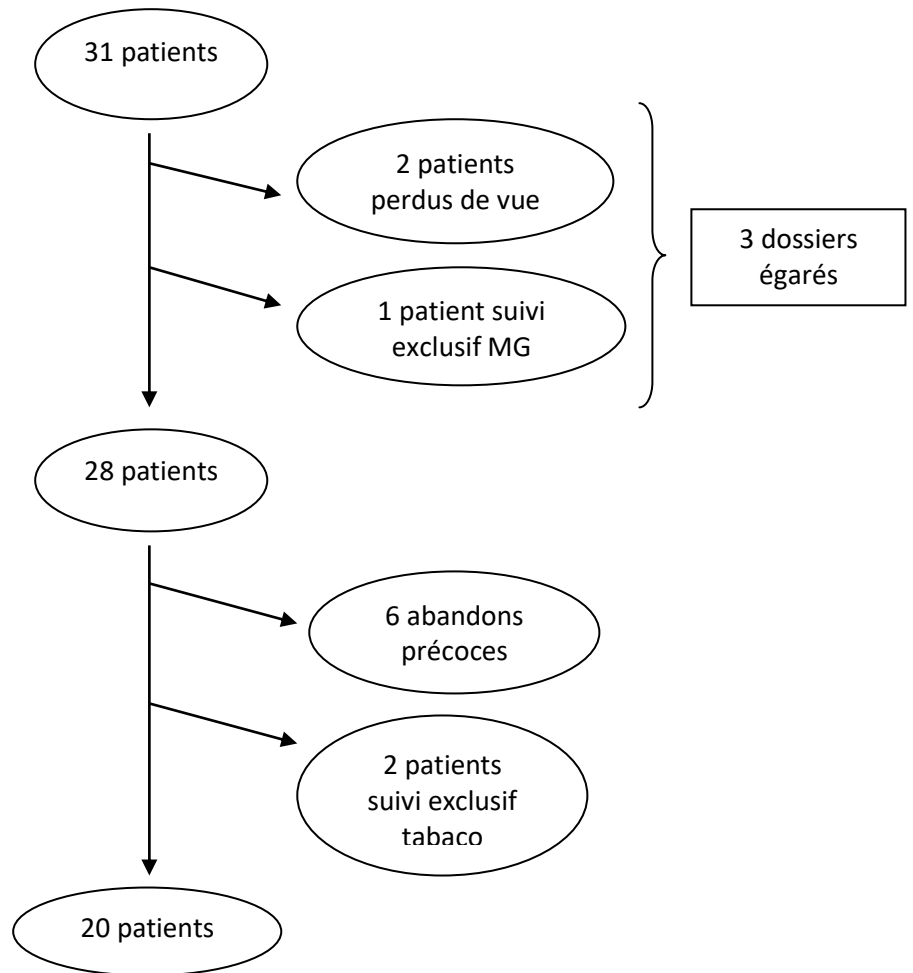 31 patients
2 patients
perdus de vue
3 dossiers
égarés
1 patient suivi
exclusif MG
28 patients
6 abandons
précoces
2 patients
suivi exclusif
tabaco
20 patients